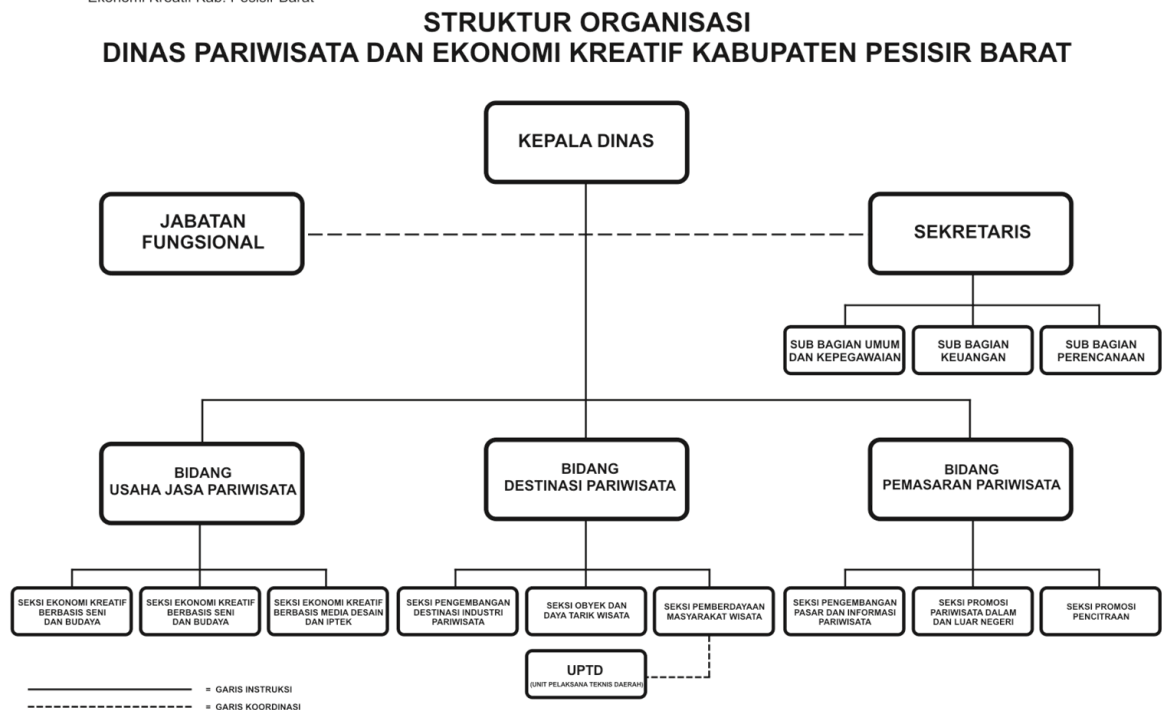 Ekonomi Kreatif Kab. Pesisir Barat
STRUKTUR ORGANISASI
DINAS PARIWISATA DAN EKONOMI KREATIF KABUPATEN PESISIR BARAT
KEPALA DINAS
JABATAN
FUNGSIONAL
SEKRETARIS
SUB BAGIAN UMUM
DAN KEPEGAWAIAN
SUB BAGIAN
KEUANGAN
SUB BAGIAN
PERENCANAAN
BIDANG
USAHA JASA PARIWISATA
BIDANG
DESTINASI PARIWISATA
BIDANG
PEMASARAN PARIWISATA
SEKSI EKONOMI KREATIF
BERBASIS SENI
DAN BUDAYA
SEKSI EKONOMI KREATIF
BERBASIS SENI
DAN BUDAYA
SEKSI EKONOMI KREATIF
BERBASIS MEDIA DESAIN
DAN IPTEK
SEKSI PENGEMBANGAN
DESTINASI INDUSTRI
PARIWISATA
SEKSI OBYEK DAN
DAYA TARIK WISATA
SEKSI PEMBERDAYAAN
MASYARAKAT WISATA
SEKSI PENGEMBANGAN
PASAR DAN INFORMASI
PARIWISATA
SEKSI PROMOSI
PARIWISATA DALAM
DAN LUAR NEGERI
SEKSI PROMOSI
PENCITRAAN
UPTD
(UNIT PELAKSANA TEKNIS DAERAH)
= GARIS INSTRUKSI
= GARIS KOORDINASI